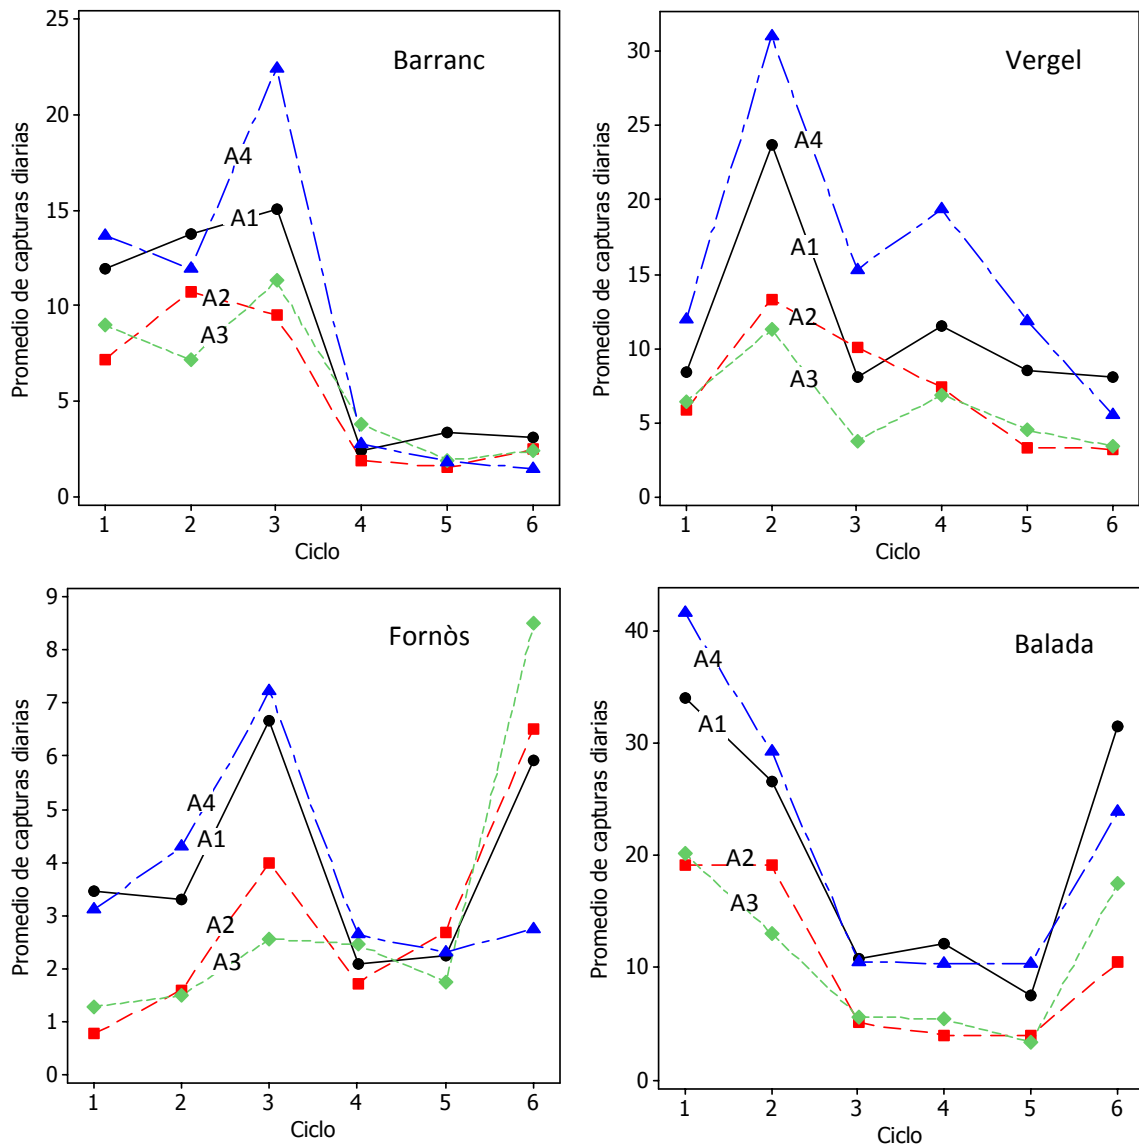 Barranc
Promedio de capturas diarias
25
20
15
10
5
0
A4
A1
A2
A3
1 2 3 4 5 6
Ciclo
Vergel
Promedio de capturas diarias
30
25
20
15
10
5
0
A4
A1
A2
A3
1 2 3 4 5 6
Ciclo
Fornòs
Promedio de capturas diarias
9
8
7
6
5
4
3
2
1
0
A4
A1
A2
A3
1 2 3 4 5 6
Ciclo
Balada
Promedio de capturas diarias
40
30
20
10
0
A4
A1
A2
A3
1 2 3 4 5 6
Ciclo